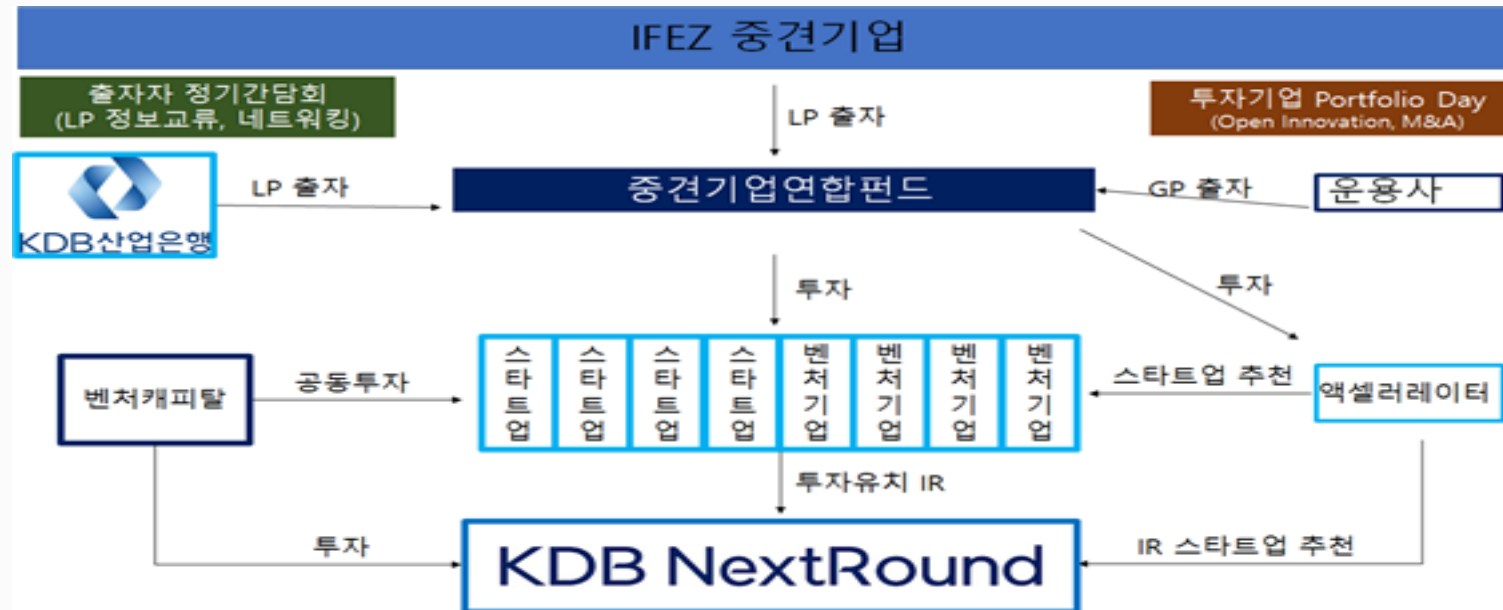 IFEZ 중견기업
출자자 정기간담회
(LP 정보교류, 네트워킹)
LP 출자
투자기업 Portfolio Day
(Open Innovation, M&A)
KDB산업은행
LP 출자
중견기업연합펀드
GP 출자
운용사
투자
투자
벤처캐피탈
공동투자
스타트업
스타트업
스타트업
스타트업
벤처기업
벤처기업
벤처기업
벤처기업
스타트업 추천
액셀러레이터
투자유치 IR
투자
KDB NextRound
IR 스타트업 추천